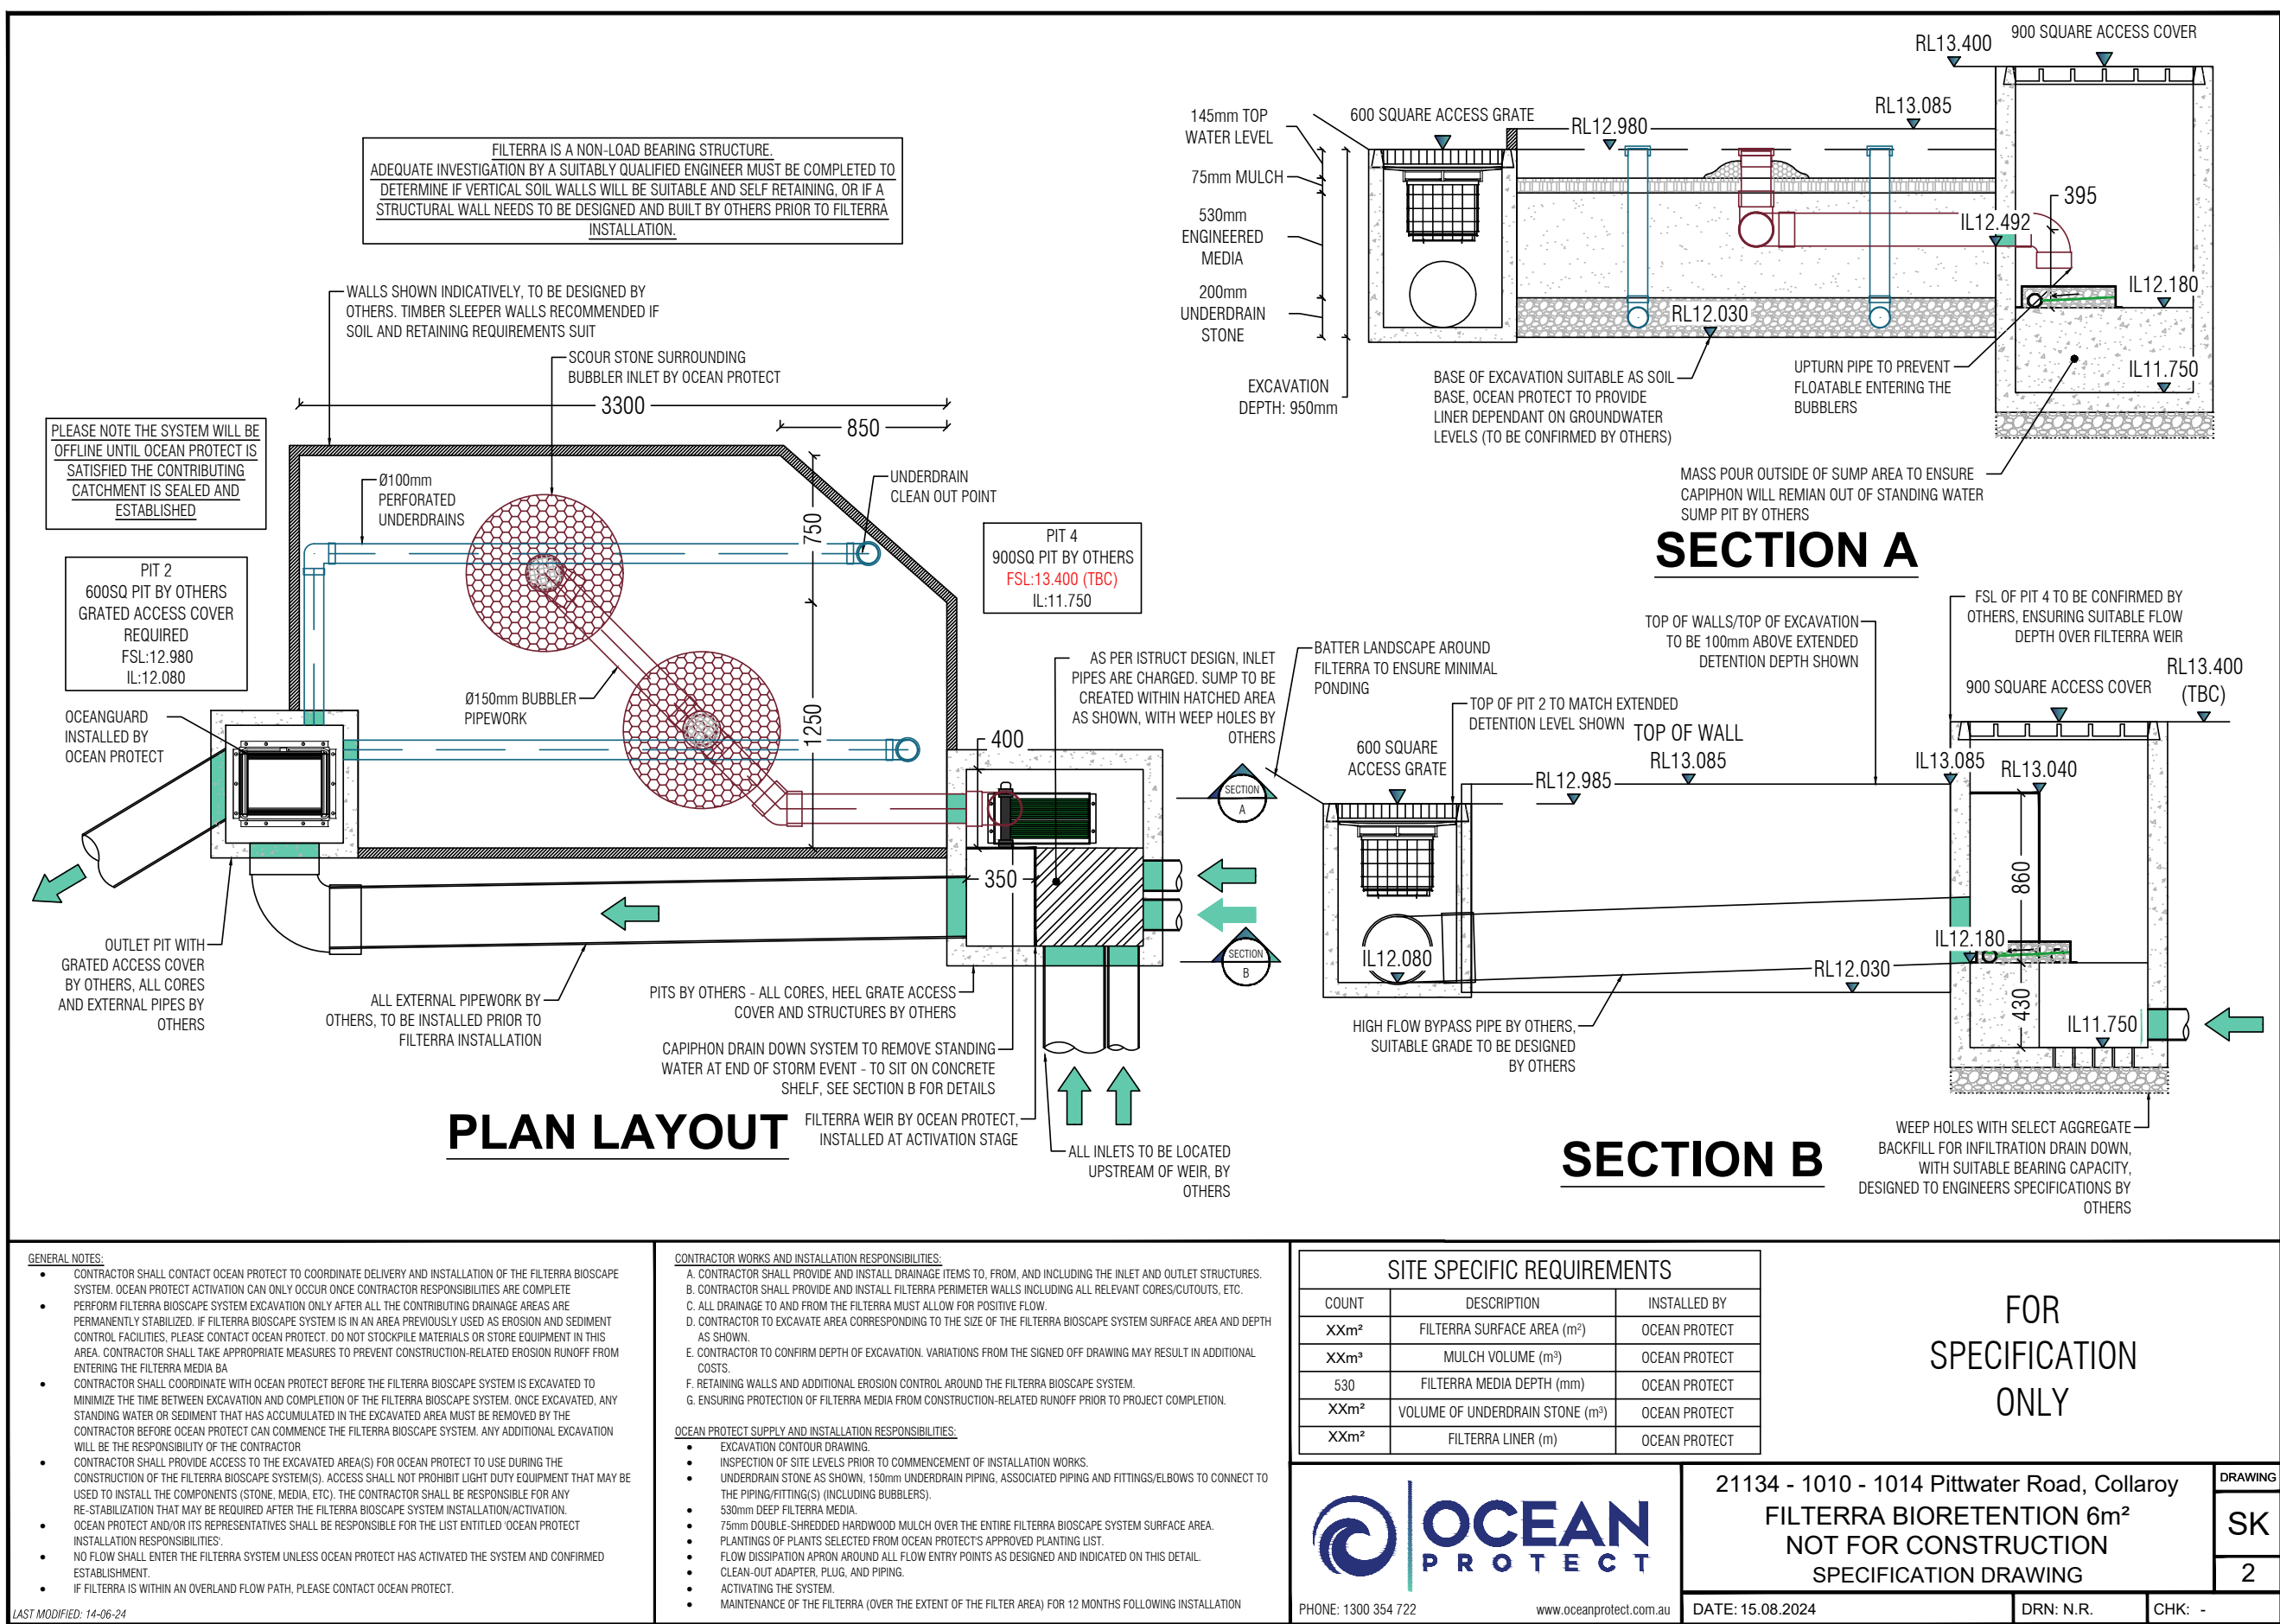 FILTERRA IS A NON-LOAD BEARING STRUCTURE.
ADEQUATE INVESTIGATION BY A SUITABLY QUALIFIED ENGINEER MUST BE COMPLETED TO
DETERMINE IF VERTICAL SOIL WALLS WILL BE SUITABLE AND SELF RETAINING, OR IF A
STRUCTURAL WALL NEEDS TO BE DESIGNED AND BUILT BY OTHERS PRIOR TO FILTERRA
INSTALLATION.
WALLS SHOWN INDICATIVELY, TO BE DESIGNED BY
OTHERS. TIMBER SLEEPER WALLS RECOMMENDED IF
SOIL AND RETAINING REQUIREMENTS SUIT
SCOUR STONE SURROUNDING
BUBBLER INLET BY OCEAN PROTECT
3300
850
PLEASE NOTE THE SYSTEM WILL BE
OFFLINE UNTIL OCEAN PROTECT IS
SATISFIED THE CONTRIBUTING
CATCHMENT IS SEALED AND
ESTABLISHED
Ø100mm
PERFORATED
UNDERDRAINS
UNDERDRAIN
CLEAN OUT POINT
750
1250
PIT 4
900SQ PIT BY OTHERS
FSL:13.400 (TBC)
IL:11.750
PIT 2
600SQ PIT BY OTHERS
GRATED ACCESS COVER
REQUIRED
FSL:12.980
IL:12.080
OCEANGUARD
INSTALLED BY
OCEAN PROTECT
Ø150mm BUBBLER
PIPEWORK
AS PER ISTRUCT DESIGN, INLET
PIPES ARE CHARGED. SUMP TO BE
CREATED WITHIN HATCHED AREA
AS SHOWN, WITH WEEP HOLES BY
OTHERS
400
350
SECTION
A
SECTION
B
OUTLET PIT WITH
GRATED ACCESS COVER
BY OTHERS, ALL CORES
AND EXTERNAL PIPES BY
OTHERS
ALL EXTERNAL PIPEWORK BY
OTHERS, TO BE INSTALLED PRIOR TO
FILTERRA INSTALLATION
PITS BY OTHERS - ALL CORES, HEEL GRATE ACCESS
COVER AND STRUCTURES BY OTHERS
CAPIPHON DRAIN DOWN SYSTEM TO REMOVE STANDING
WATER AT END OF STORM EVENT - TO SIT ON CONCRETE
SHELF, SEE SECTION B FOR DETAILS
FILTERRA WEIR BY OCEAN PROTECT,
INSTALLED AT ACTIVATION STAGE
ALL INLETS TO BE LOCATED
UPSTREAM OF WEIR, BY
OTHERS
PLAN LAYOUT
900 SQUARE ACCESS COVER
RL13.400
145mm TOP
WATER LEVEL
600 SQUARE ACCESS GRATE
RL12.980
RL13.085
75mm MULCH
530mm
ENGINEERED
MEDIA
200mm
UNDERDRAIN
STONE
EXCAVATION
DEPTH: 950mm
395
IL12.492
IL12.180
RL12.030
IL11.750
BASE OF EXCAVATION SUITABLE AS SOIL
BASE, OCEAN PROTECT TO PROVIDE
LINER DEPENDANT ON GROUNDWATER
LEVELS (TO BE CONFIRMED BY OTHERS)
UPTURN PIPE TO PREVENT
FLOATABLE ENTERING THE
BUBBLERS
MASS POUR OUTSIDE OF SUMP AREA TO ENSURE
CAPIPHON WILL REMIAN OUT OF STANDING WATER
SUMP PIT BY OTHERS
SECTION A
BATTER LANDSCAPE AROUND
FILTERRA TO ENSURE MINIMAL
PONDING
TOP OF WALLS/TOP OF EXCAVATION
TO BE 100mm ABOVE EXTENDED
DETENTION DEPTH SHOWN
FSL OF PIT 4 TO BE CONFIRMED BY
OTHERS, ENSURING SUITABLE FLOW
DEPTH OVER FILTERRA WEIR
TOP OF PIT 2 TO MATCH EXTENDED
DETENTION LEVEL SHOWN
900 SQUARE ACCESS COVER
RL13.400
(TBC)
600 SQUARE
ACCESS GRATE
TOP OF WALL
RL13.085
RL12.985
IL13.085
RL13.040
860
IL12.080
IL12.180
RL12.030
430
IL11.750
HIGH FLOW BYPASS PIPE BY OTHERS,
SUITABLE GRADE TO BE DESIGNED
BY OTHERS
WEEP HOLES WITH SELECT AGGREGATE
BACKFILL FOR INFILTRATION DRAIN DOWN,
WITH SUITABLE BEARING CAPACITY,
DESIGNED TO ENGINEERS SPECIFICATIONS BY
OTHERS
SECTION B
GENERAL NOTES:
• CONTRACTOR SHALL CONTACT OCEAN PROTECT TO COORDINATE DELIVERY AND INSTALLATION OF THE FILTERRA BIOSCAPE
SYSTEM. OCEAN PROTECT ACTIVATION CAN ONLY OCCUR ONCE CONTRACTOR RESPONSIBILITIES ARE COMPLETE
• PERFORM FILTERRA BIOSCAPE SYSTEM EXCAVATION ONLY AFTER ALL THE CONTRIBUTING DRAINAGE AREAS ARE
PERMANENTLY STABILIZED. IF FILTERRA BIOSCAPE SYSTEM IS IN AN AREA PREVIOUSLY USED AS EROSION AND SEDIMENT
CONTROL FACILITIES, PLEASE CONTACT OCEAN PROTECT. DO NOT STOCKPILE MATERIALS OR STORE EQUIPMENT IN THIS
AREA. CONTRACTOR SHALL TAKE APPROPRIATE MEASURES TO PREVENT CONSTRUCTION-RELATED EROSION RUNOFF FROM
ENTERING THE FILTERRA MEDIA BA
• CONTRACTOR SHALL COORDINATE WITH OCEAN PROTECT BEFORE THE FILTERRA BIOSCAPE SYSTEM IS EXCAVATED TO
MINIMIZE THE TIME BETWEEN EXCAVATION AND COMPLETION OF THE FILTERRA BIOSCAPE SYSTEM. ONCE EXCAVATED, ANY
STANDING WATER OR SEDIMENT THAT HAS ACCUMULATED IN THE EXCAVATED AREA MUST BE REMOVED BY THE
CONTRACTOR BEFORE OCEAN PROTECT CAN COMMENCE THE FILTERRA BIOSCAPE SYSTEM. ANY ADDITIONAL EXCAVATION
WILL BE THE RESPONSIBILITY OF THE CONTRACTOR
• CONTRACTOR SHALL PROVIDE ACCESS TO THE EXCAVATED AREA(S) FOR OCEAN PROTECT TO USE DURING THE
CONSTRUCTION OF THE FILTERRA BIOSCAPE SYSTEM(S). ACCESS SHALL NOT PROHIBIT LIGHT DUTY EQUIPMENT THAT MAY BE
USED TO INSTALL THE COMPONENTS (STONE, MEDIA, ETC). THE CONTRACTOR SHALL BE RESPONSIBLE FOR ANY
RE-STABILIZATION THAT MAY BE REQUIRED AFTER THE FILTERRA BIOSCAPE SYSTEM INSTALLATION/ACTIVATION.
• OCEAN PROTECT AND/OR ITS REPRESENTATIVES SHALL BE RESPONSIBLE FOR THE LIST ENTITLED 'OCEAN PROTECT
INSTALLATION RESPONSIBILITIES'.
• NO FLOW SHALL ENTER THE FILTERRA SYSTEM UNLESS OCEAN PROTECT HAS ACTIVATED THE SYSTEM AND CONFIRMED
ESTABLISHMENT.
• IF FILTERRA IS WITHIN AN OVERLAND FLOW PATH, PLEASE CONTACT OCEAN PROTECT.
LAST MODIFIED: 14-06-24
CONTRACTOR WORKS AND INSTALLATION RESPONSIBILITIES:
A. CONTRACTOR SHALL PROVIDE AND INSTALL DRAINAGE ITEMS TO, FROM, AND INCLUDING THE INLET AND OUTLET STRUCTURES.
B. CONTRACTOR SHALL PROVIDE AND INSTALL FILTERRA PERIMETER WALLS INCLUDING ALL RELEVANT CORES/CUTOUTS, ETC.
C. ALL DRAINAGE TO AND FROM THE FILTERRA MUST ALLOW FOR POSITIVE FLOW.
D. CONTRACTOR TO EXCAVATE AREA CORRESPONDING TO THE SIZE OF THE FILTERRA BIOSCAPE SYSTEM SURFACE AREA AND DEPTH
AS SHOWN.
E. CONTRACTOR TO CONFIRM DEPTH OF EXCAVATION. VARIATIONS FROM THE SIGNED OFF DRAWING MAY RESULT IN ADDITIONAL
COSTS.
F. RETAINING WALLS AND ADDITIONAL EROSION CONTROL AROUND THE FILTERRA BIOSCAPE SYSTEM.
G. ENSURING PROTECTION OF FILTERRA MEDIA FROM CONSTRUCTION-RELATED RUNOFF PRIOR TO PROJECT COMPLETION.
OCEAN PROTECT SUPPLY AND INSTALLATION RESPONSIBILITIES:
• EXCAVATION CONTOUR DRAWING.
• INSPECTION OF SITE LEVELS PRIOR TO COMMENCEMENT OF INSTALLATION WORKS.
• UNDERDRAIN STONE AS SHOWN, 150mm UNDERDRAIN PIPING, ASSOCIATED PIPING AND FITTINGS/ELBOWS TO CONNECT TO
THE PIPING/FITTING(S) (INCLUDING BUBBLERS).
• 530mm DEEP FILTERRA MEDIA.
• 75mm DOUBLE-SHREDDED HARDWOOD MULCH OVER THE ENTIRE FILTERRA BIOSCAPE SYSTEM SURFACE AREA.
• PLANTINGS OF PLANTS SELECTED FROM OCEAN PROTECT'S APPROVED PLANTING LIST.
• FLOW DISSIPATION APRON AROUND ALL FLOW ENTRY POINTS AS DESIGNED AND INDICATED ON THIS DETAIL.
• CLEAN-OUT ADAPTER, PLUG, AND PIPING.
• ACTIVATING THE SYSTEM.
• MAINTENANCE OF THE FILTERRA (OVER THE EXTENT OF THE FILTER AREA) FOR 12 MONTHS FOLLOWING INSTALLATION
SITE SPECIFIC REQUIREMENTS
COUNT DESCRIPTION INSTALLED BY
XXm² FILTERRA SURFACE AREA (m²) OCEAN PROTECT
XXm³ MULCH VOLUME (m³) OCEAN PROTECT
530 FILTERRA MEDIA DEPTH (mm) OCEAN PROTECT
XXm² VOLUME OF UNDERDRAIN STONE (m³) OCEAN PROTECT
XXm² FILTERRA LINER (m) OCEAN PROTECT
FOR
SPECIFICATION
ONLY
OCEAN
PROTECT
PHONE: 1300 354 722 www.oceanprotect.com.au
21134 - 1010 - 1014 Pittwater Road, Collaroy
FILTERRA BIORETENTION 6m²
NOT FOR CONSTRUCTION
SPECIFICATION DRAWING
DRAWING
SK
2
DATE: 15.08.2024 DRN: N.R. CHK: -